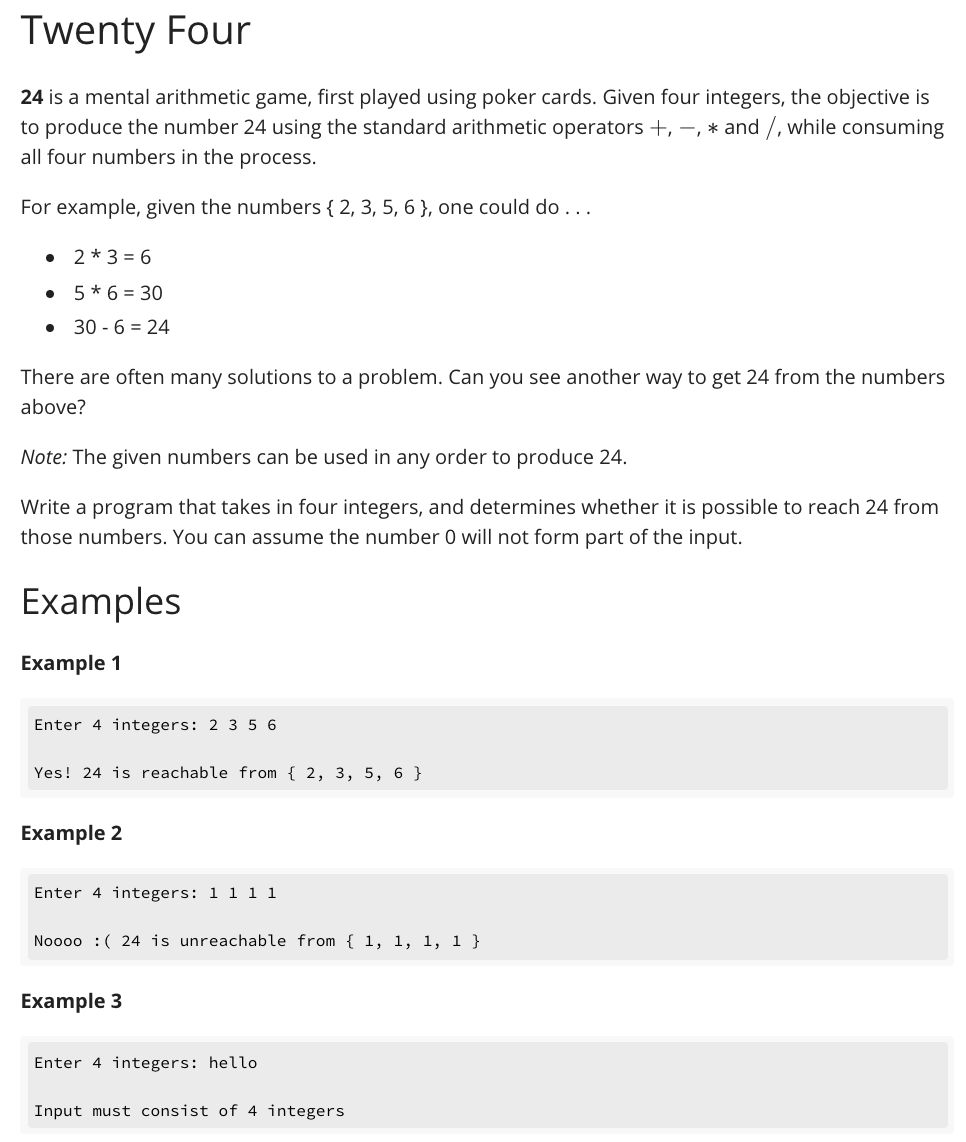 Twenty Four
24 is a mental arithmetic game, first played using poker cards. Given four integers, the objective is
to produce the number 24 using the standard arithmetic operators +, −, ∗ and /, while consuming
all four numbers in the process.
For example, given the numbers { 2, 3, 5, 6 }, one could do . . .
• 2 * 3 = 6
• 5 * 6 = 30
• 30 - 6 = 24
There are often many solutions to a problem. Can you see another way to get 24 from the numbers
above?
Note: The given numbers can be used in any order to produce 24.
Write a program that takes in four integers, and determines whether it is possible to reach 24 from
those numbers. You can assume the number 0 will not form part of the input.
Examples
Example 1
Enter 4 integers: 2 3 5 6
Yes! 24 is reachable from { 2, 3, 5, 6 }
Example 2
Enter 4 integers: 1 1 1 1
Noooo :( 24 is unreachable from { 1, 1, 1, 1 }
Example 3
Enter 4 integers: hello
Input must consist of 4 integers